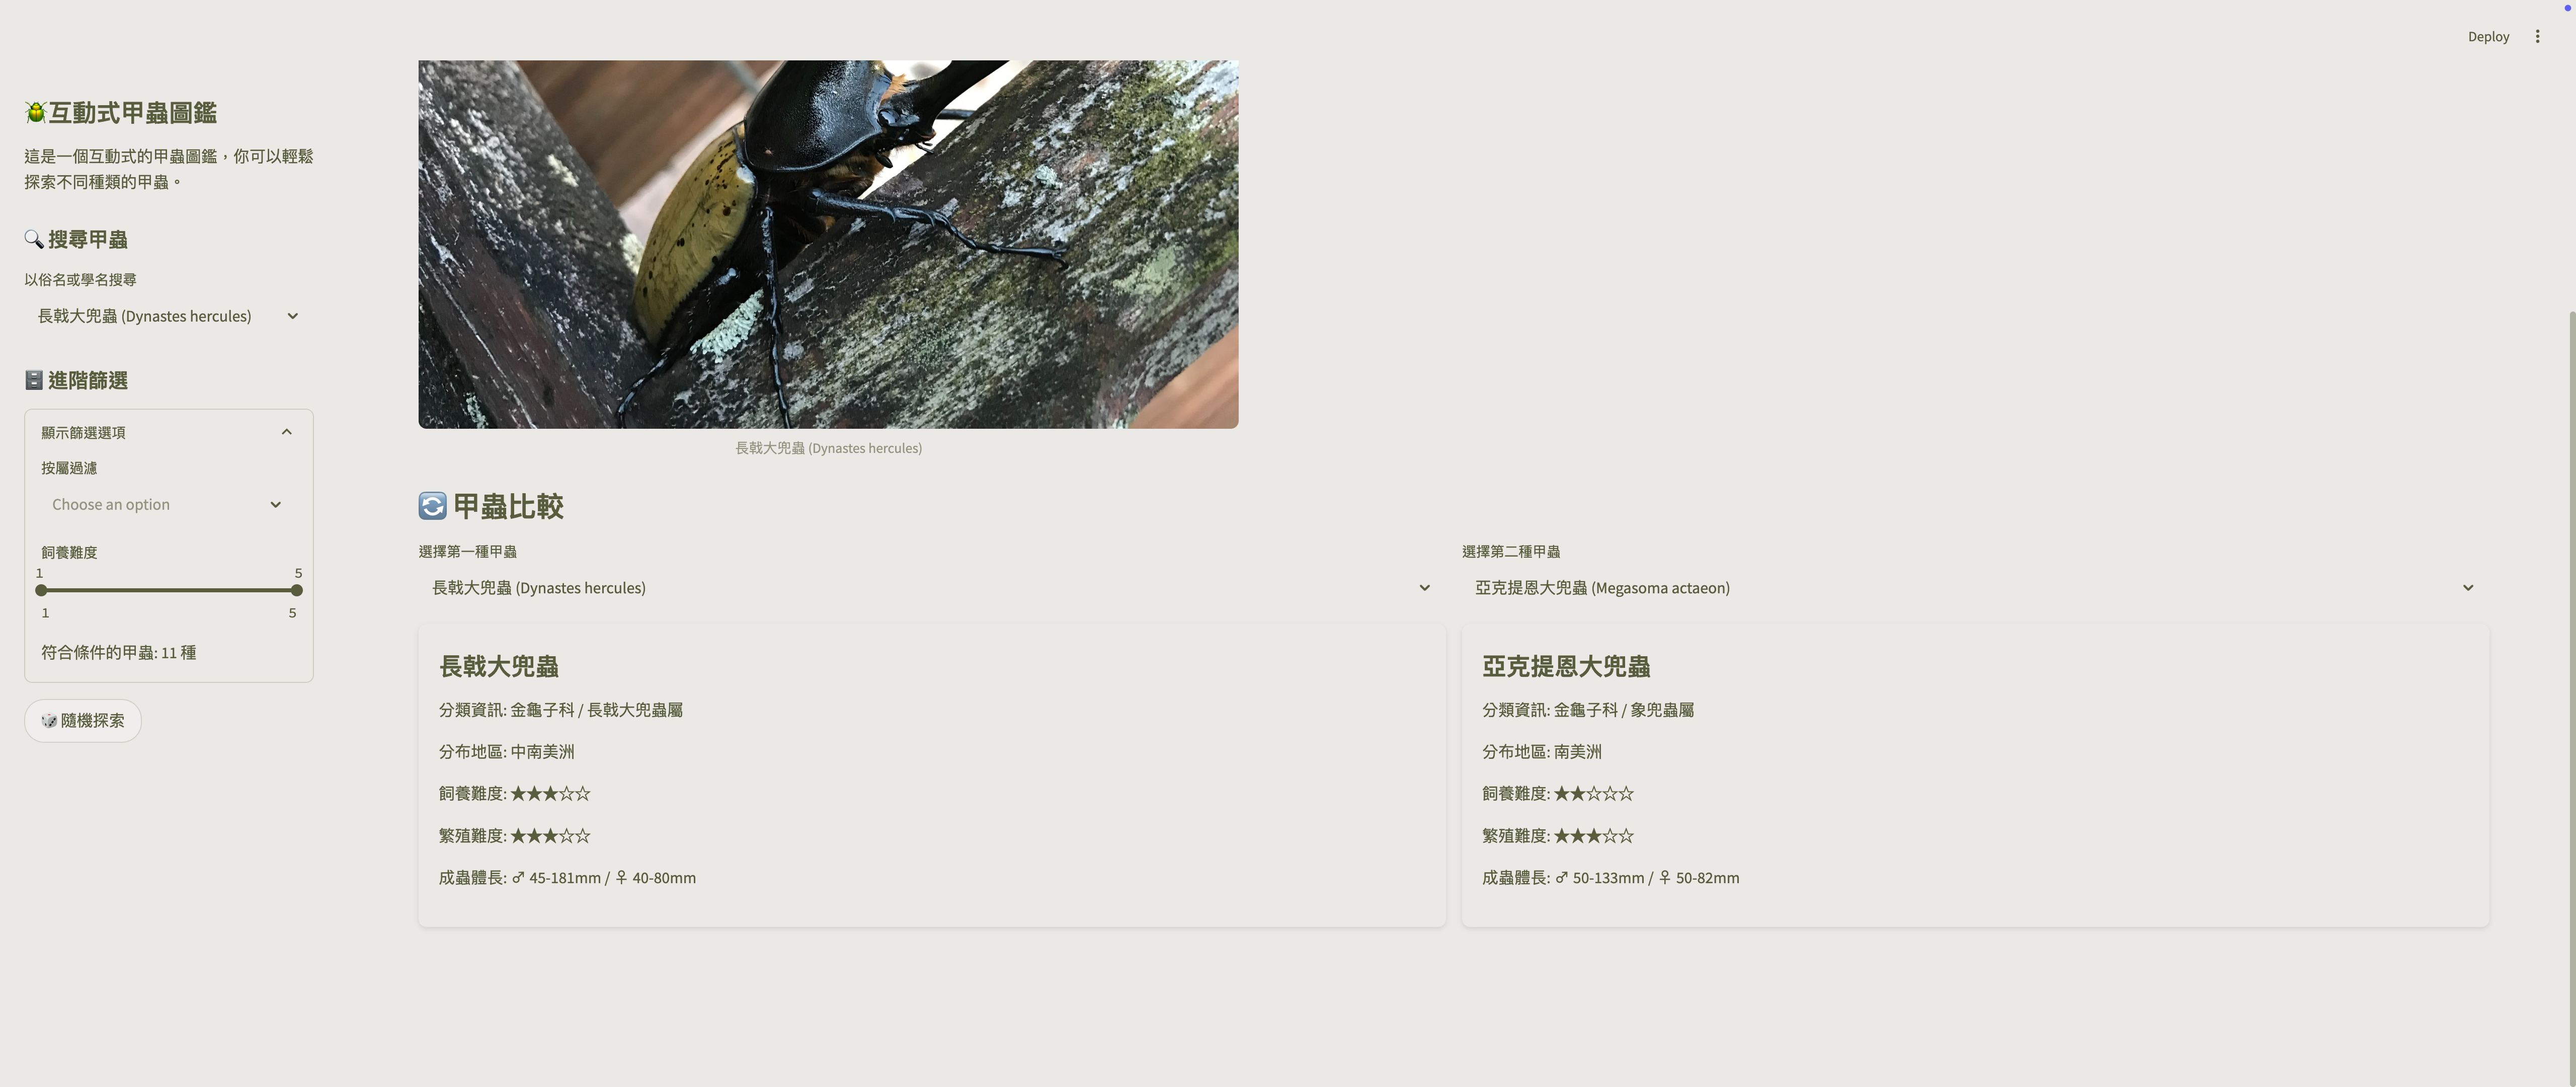 Deploy
互動式甲蟲圖鑑
這是一個互動式的甲蟲圖鑑，你可以輕鬆
探索不同種類的甲蟲。
搜尋甲蟲
以俗名或學名搜尋
長戟大兜蟲 (Dynastes hercules)
進階篩選
顯示篩選選項
按屬過濾
Choose an option
飼養難度
1 5
1 5
符合條件的甲蟲: 11 種
隨機探索
長戟大兜蟲 (Dynastes hercules)
甲蟲比較
選擇第一種甲蟲
長戟大兜蟲 (Dynastes hercules)
長戟大兜蟲
分類資訊: 金龜子科 / 長戟大兜蟲屬
分布地區: 中南美洲
飼養難度: ★★★☆☆
繁殖難度: ★★★☆☆
成蟲體長: ♂ 45-181mm / ♀ 40-80mm
選擇第二種甲蟲
亞克提恩大兜蟲 (Megasoma actaeon)
亞克提恩大兜蟲
分類資訊: 金龜子科 / 象兜蟲屬
分布地區: 南美洲
飼養難度: ★★☆☆☆
繁殖難度: ★★★☆☆
成蟲體長: ♂ 50-133mm / ♀ 50-82mm